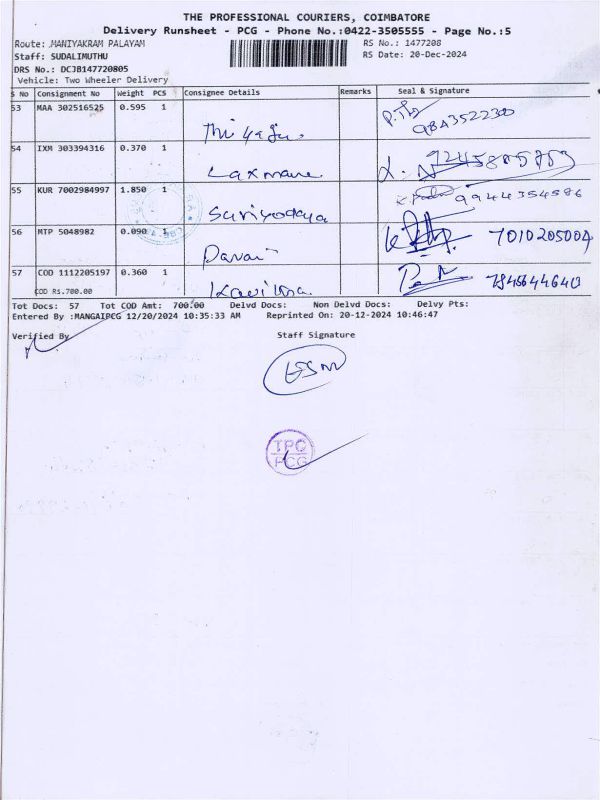 THE PROFESSIONAL COURIERS, COIMBATORE
Delivery Runsheet - PCG - Phone No.:0422-3505555 - Page No.:5
Route: MANIYAKRAM PALAYAM
RS No.: 1477208
Staff: SUDALIMUTHU
RS Date: 20-Dec-2024
DRS No.: DCJB147720805
Vehicle: Two Wheeler Delivery
S No Consignment No Weight PCS Consignee Details Remarks Seal & Signature
53 MAA 302516525 0.595 1
54 IXM 303394316 0.370 1 Laxmane
55 KUR 7002984997 1.850 1 Suriyodaya 9944354586
56 MTP 5048982 0.090 1 7010205004
57 COD 1112205197 0.360 1 7845644640
COD RS.700.00
Tot Docs: 57 Tot COD Amt: 700.00 Delvd Docs: Non Delvd Docs: Delvy Pts:
Entered By :MANGAIPCG 12/20/2024 10:35:33 AM Reprinted On: 20-12-2024 10:46:47
Verified By Staff Signature
TPC
PCG